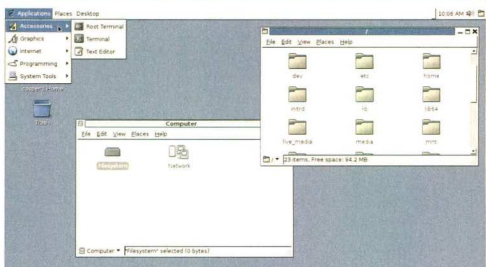 Applications Places Desktop
10:06 AM
Accessories
Graphics
Internet
Programming
System Tools
Root Terminal
Terminal
Text Editor
/
File Edit View Places Help
dev
etc
home
initrd
lib
lib64
live_media
media
mnt
/
23 items, Free space: 94.2 MB
Computer
File Edit View Places Help
Filesystem
Network
Computer
"Filesystem" selected (0 bytes)